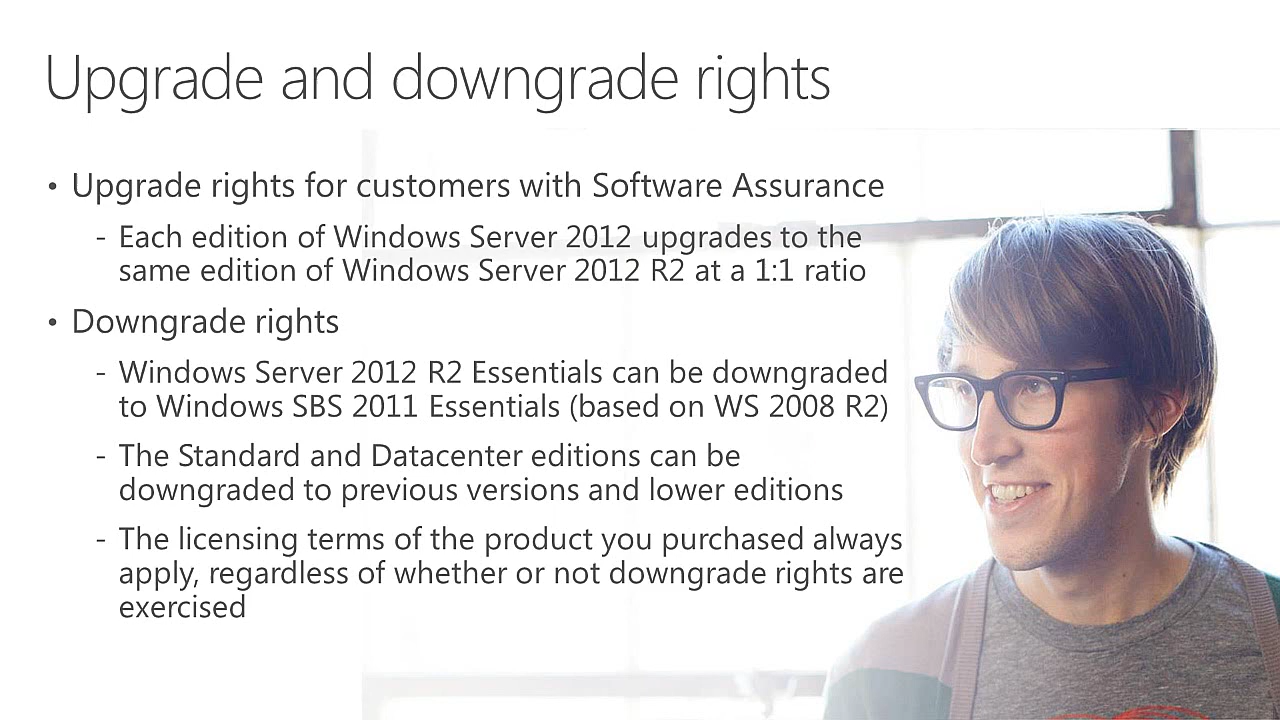 Upgrade and downgrade rights
• Upgrade rights for customers with Software Assurance
- Each edition of Windows Server 2012 upgrades to the
same edition of Windows Server 2012 R2 at a 1:1 ratio
• Downgrade rights
- Windows Server 2012 R2 Essentials can be downgraded
to Windows SBS 2011 Essentials (based on WS 2008 R2)
- The Standard and Datacenter editions can be
downgraded to previous versions and lower editions
- The licensing terms of the product you purchased always
apply, regardless of whether or not downgrade rights are
exercised